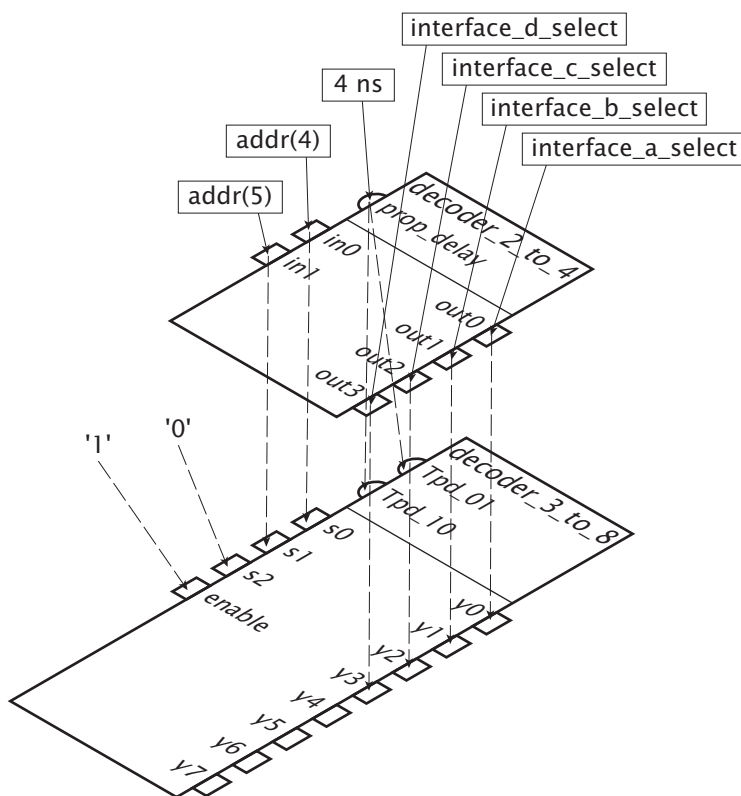 interface_d_select
interface_c_select
4 ns
interface_b_select
addr(4)
interface_a_select
addr(5)
decoder_2_to_4
prop_delay
in0
in1
out0
out1
out2
out3
'0'
'1'
decoder_3_to_8
Tpd_01
Tpd_10
s0
s1
s2
enable
y0
y1
y2
y3
y4
y5
y6
y7